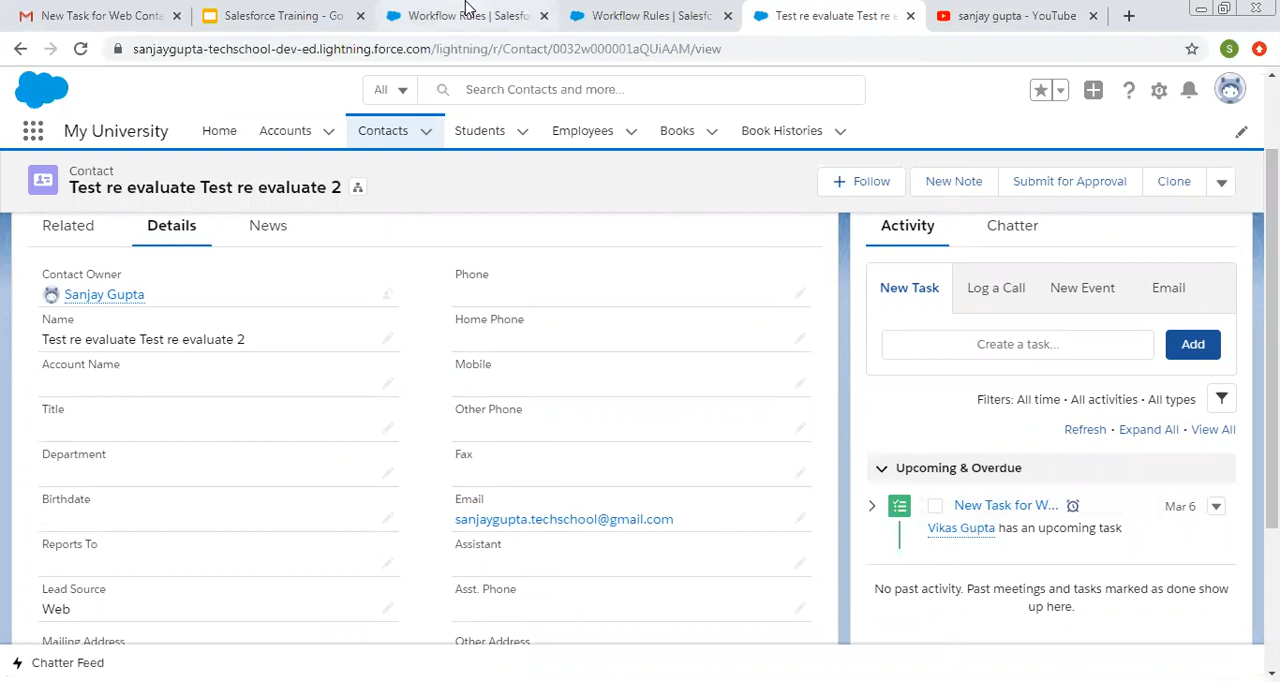 New Task for Web Conta
Salesforce Training - Go
Workflow Rules | Salesfo
Workflow Rules | Salesfc
Test re evaluate Test re e
sanjay gupta - YouTube
sanjaygupta-techschool-dev-ed.lightning.force.com/lightning/r/Contact/0032w000001aQUiAAM/view
S
All
Search Contacts and more...
My University
Home
Accounts
Contacts
Students
Employees
Books
Book Histories
Contact
Test re evaluate Test re evaluate 2
+ Follow
New Note
Submit for Approval
Clone
Related
Details
News
Contact Owner
Sanjay Gupta
Name
Test re evaluate Test re evaluate 2
Account Name
Title
Department
Birthdate
Reports To
Lead Source
Web
Mailing Address
Phone
Home Phone
Mobile
Other Phone
Fax
Email
sanjaygupta.techschool@gmail.com
Assistant
Asst. Phone
Other Address
Activity
Chatter
New Task
Log a Call
New Event
Email
Create a task...
Add
Filters: All time • All activities • All types
Refresh • Expand All • View All
Upcoming & Overdue
New Task for W...
Mar 6
Vikas Gupta has an upcoming task
No past activity. Past meetings and tasks marked as done show
up here.
Chatter Feed